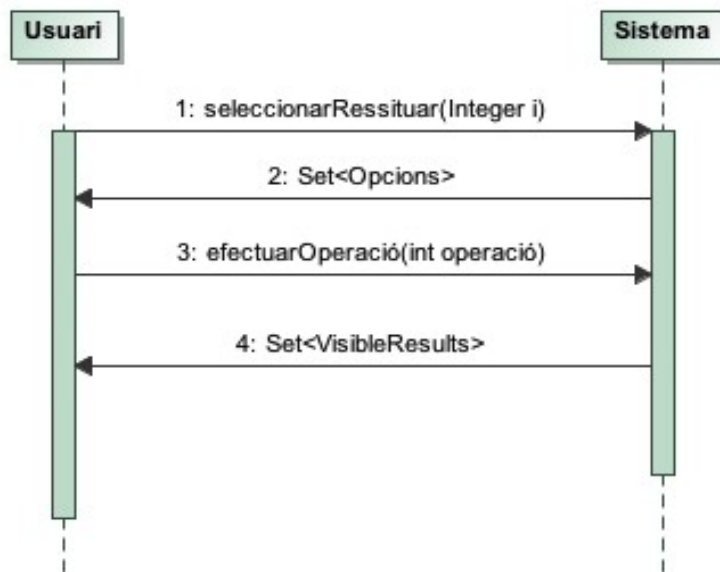 Usuari
Sistema
1: seleccionarRessituar(Integer i)
2: Set<Opcions>
3: efectuarOperació(int operació)
4: Set<VisibleResults>